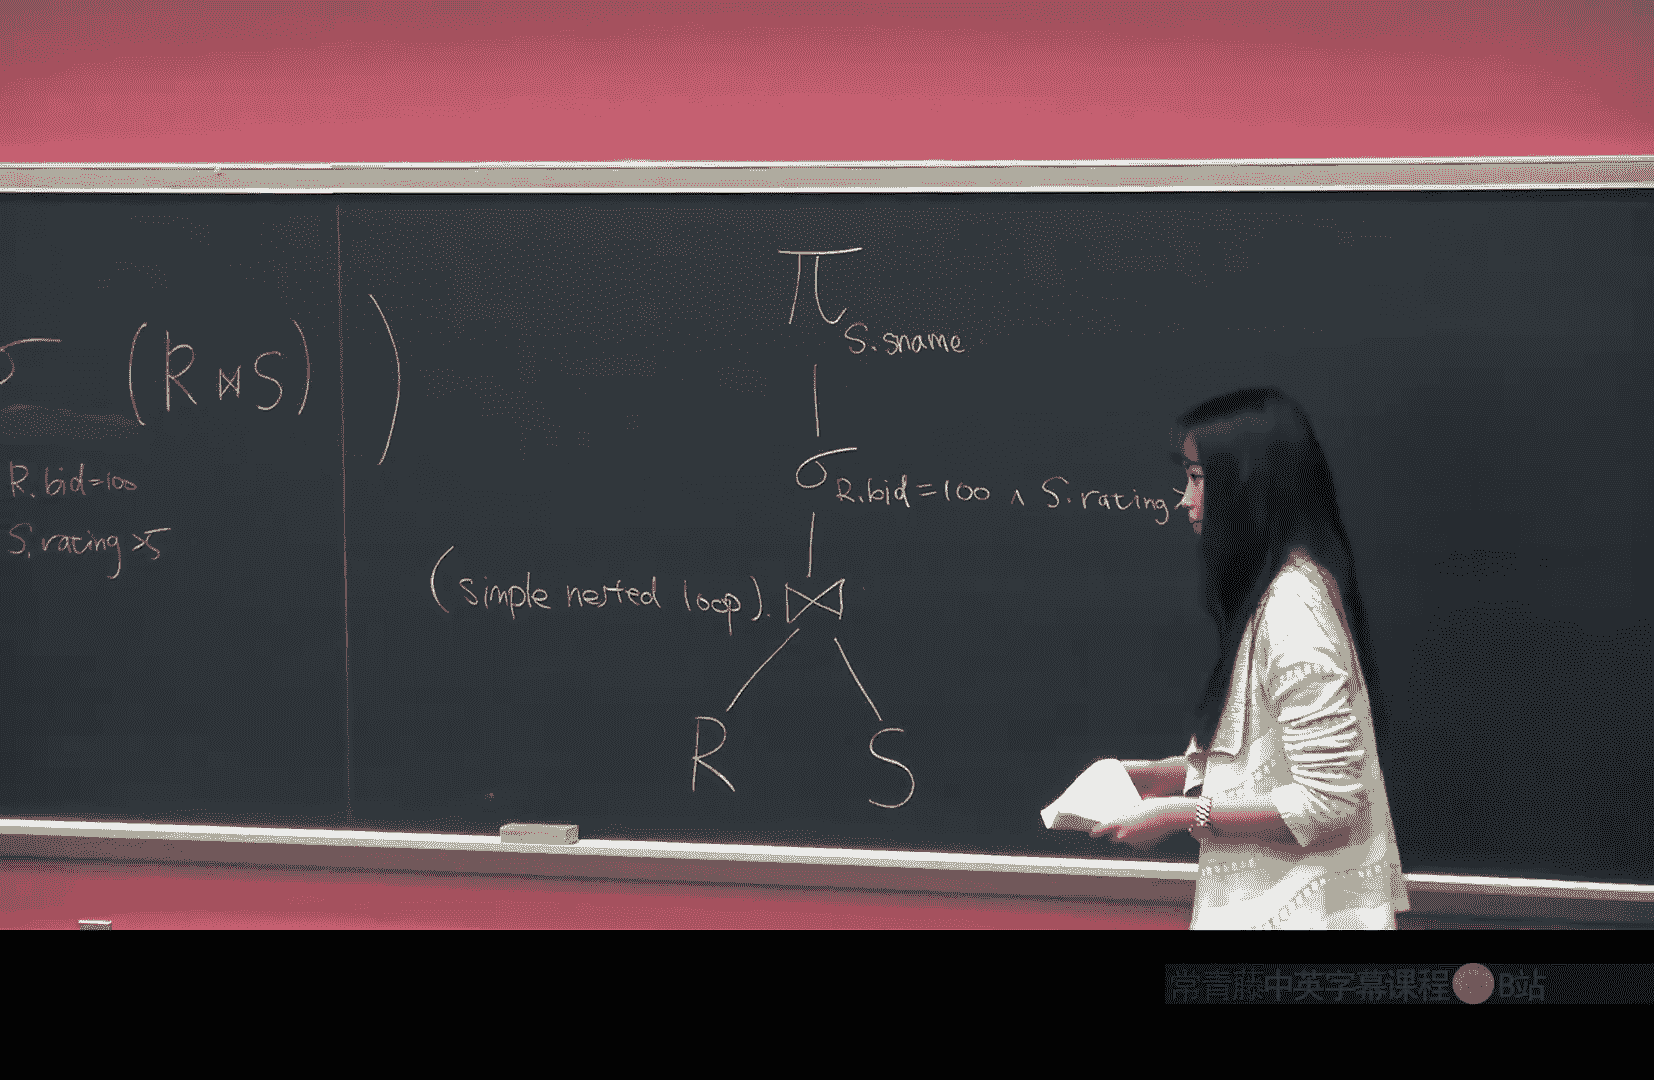 σ (R⋈S) )
R.bid=100
S.rating >5
π S.sname
σ R.bid=100 ∧ S.rating >
(simple nested loop). ⋈
R S
常青藤中英字幕课程 B站